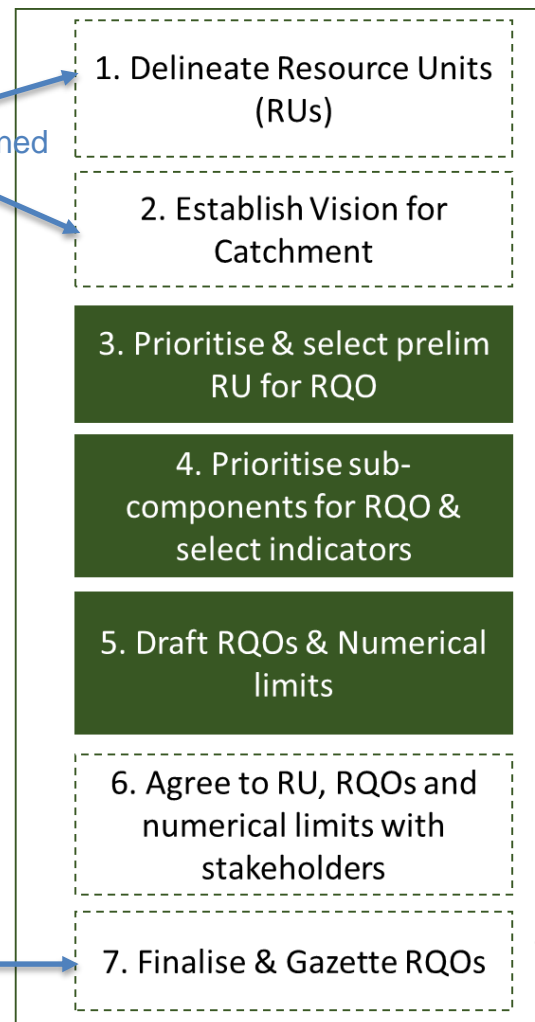 1. Delineate Resource Units
(RUs)
2. Establish Vision for
Catchment
3. Prioritise & select prelim
RU for RQO
4. Prioritise sub-
components for RQO &
select indicators
5. Draft RQOs & Numerical
limits
6. Agree to RU, RQOs and
numerical limits with
stakeholders
7. Finalise & Gazette RQOs